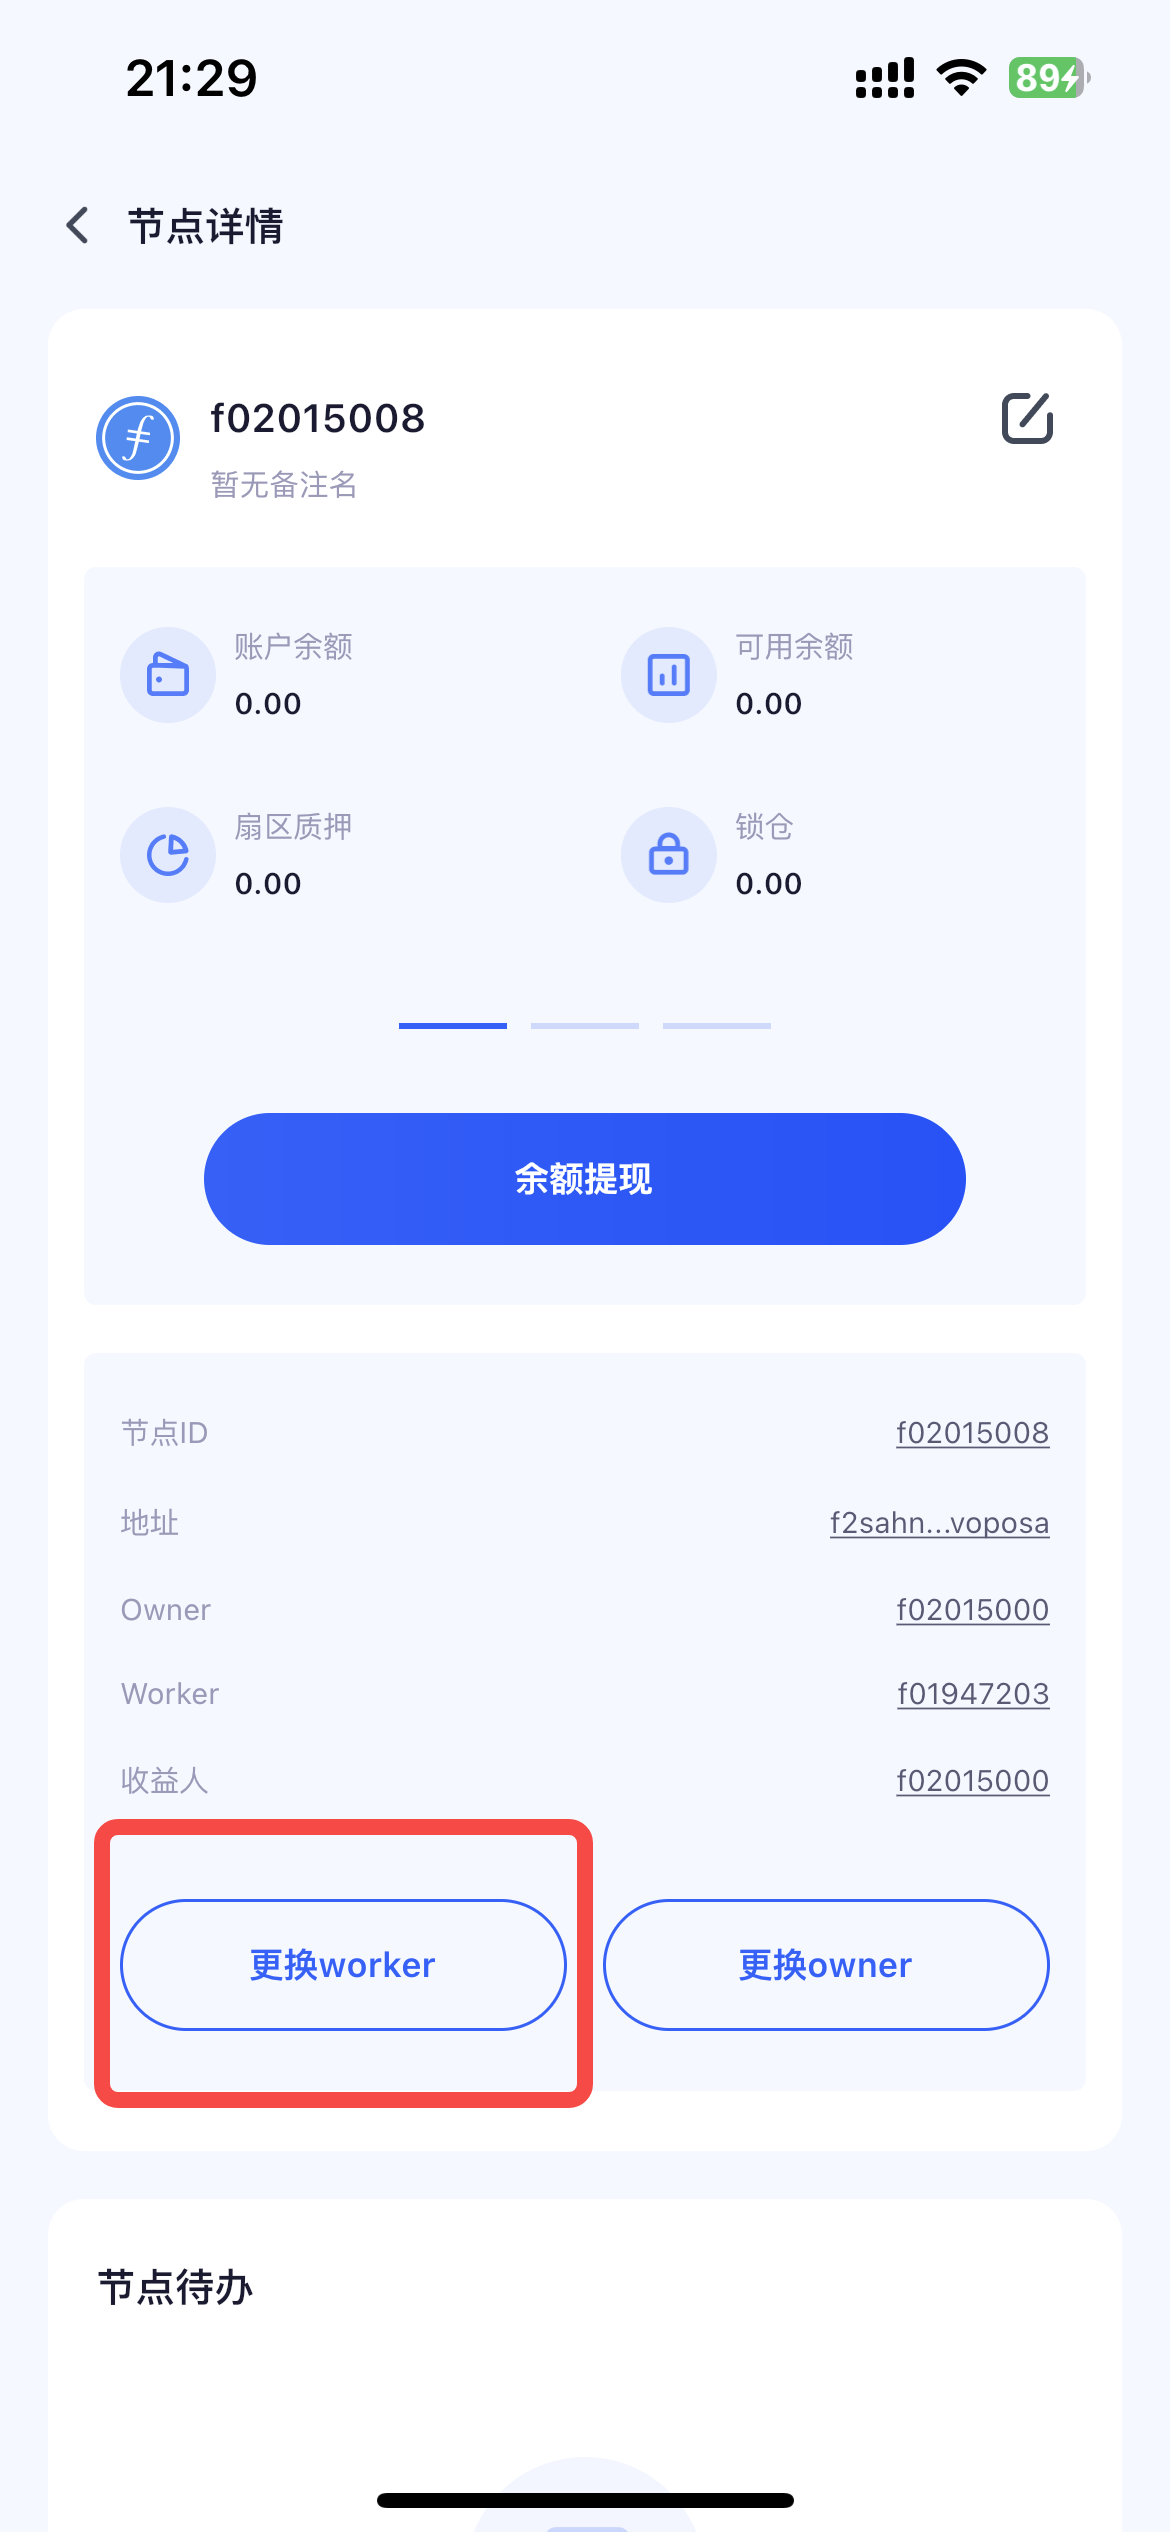 21:29
89
节点详情
f02015008
暂无备注名
账户余额
0.00
可用余额
0.00
扇区质押
0.00
锁仓
0.00
余额提现
节点ID
f02015008
地址
f2sahn...voposa
Owner
f02015000
Worker
f01947203
收益人
f02015000
更换worker
更换owner
节点待办